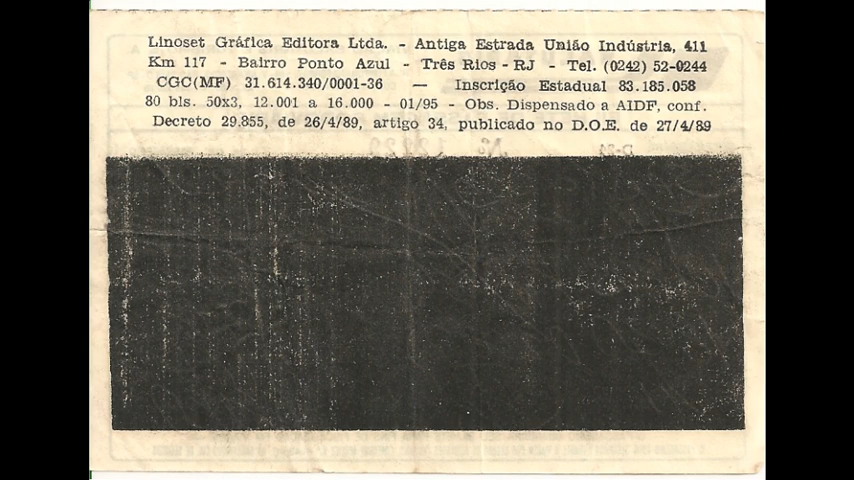 Linoset Gráfica Editora Ltda. - Antiga Estrada União Indústria, 411
Km 117 - Bairro Ponto Azul - Três Rios - RJ - Tel. (0242) 52-0244
CGC(MF) 31.614.340/0001-36 — Inscrição Estadual 83.185.058
80 bls. 50x3, 12.001 a 16.000 - 01/95 - Obs. Dispensado a AIDF, conf.
Decreto 29.855, de 26/4/89, artigo 34, publicado no D.O.E. de 27/4/89